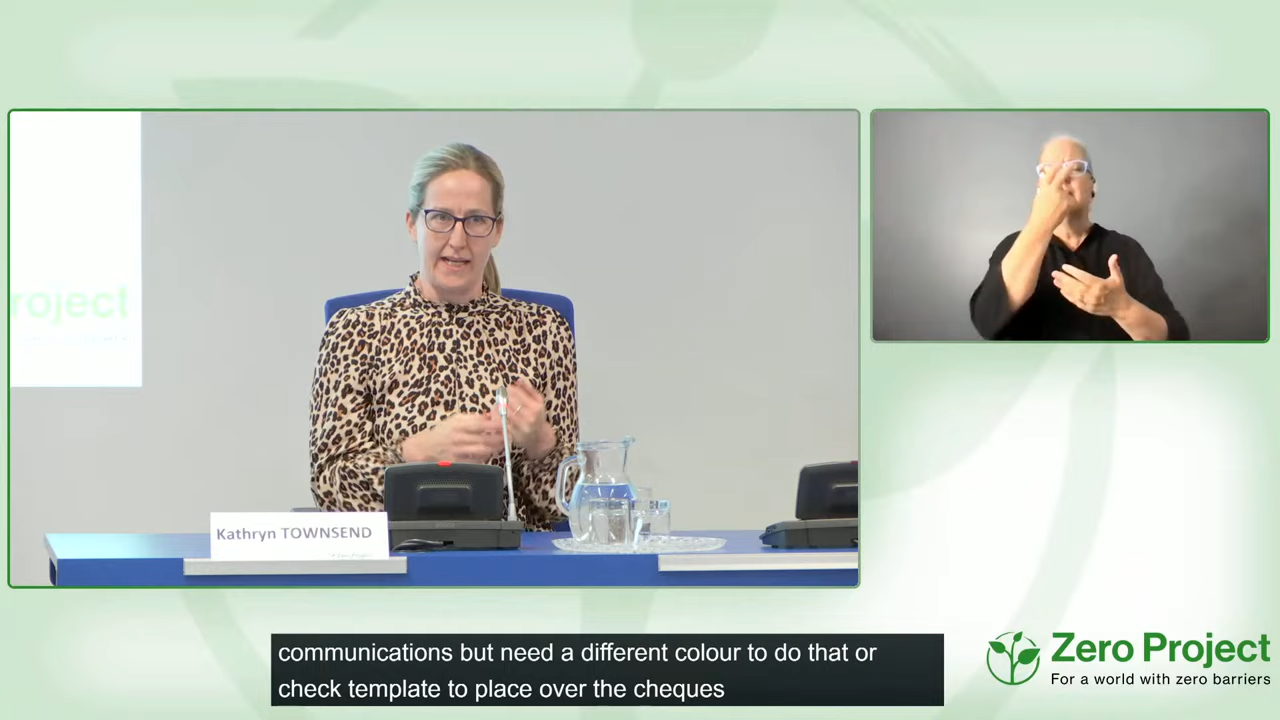 roject
Kathryn TOWNSEND
communications but need a different colour to do that or
check template to place over the cheques
Zero Project
For a world with zero barriers